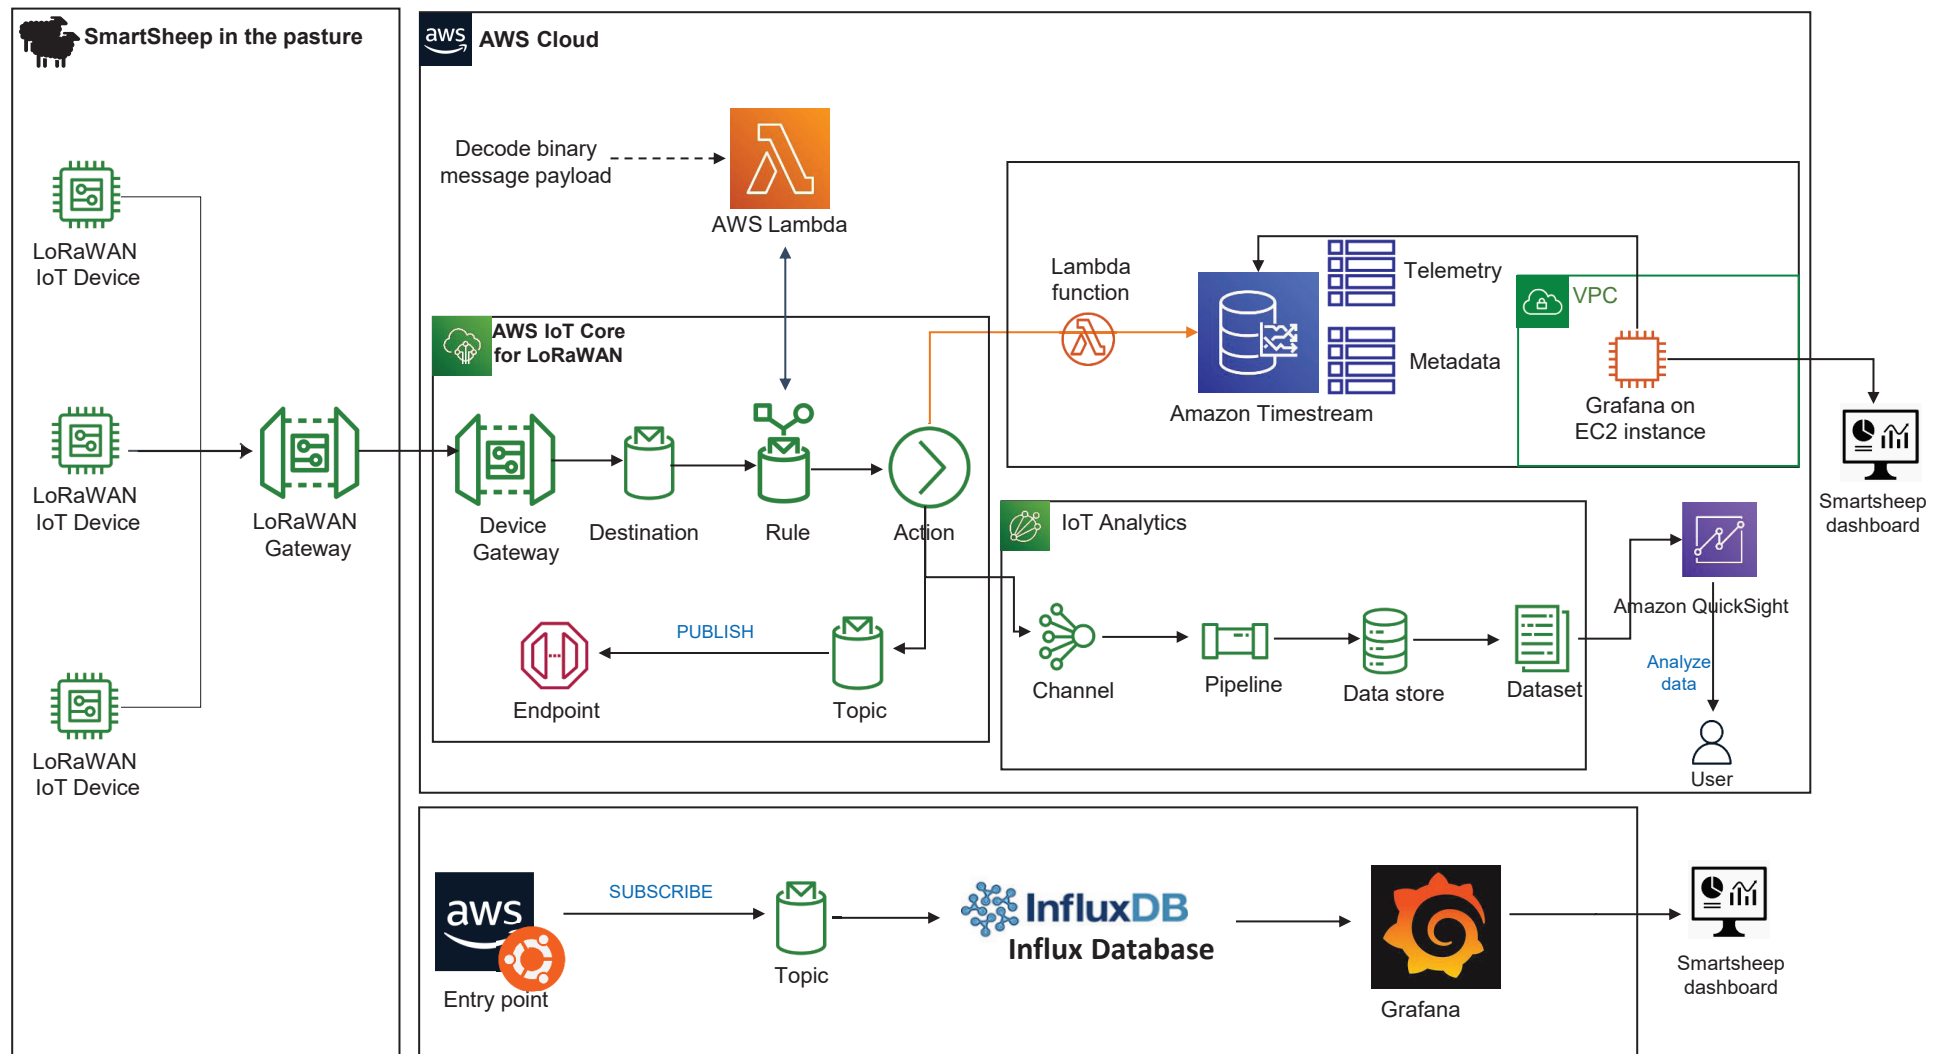 SmartSheep in the pasture
LoRaWAN
IoT Device
LoRaWAN
IoT Device
LoRaWAN
IoT Device
LoRaWAN
Gateway
aws
AWS Cloud
Decode binary
message payload
AWS Lambda
AWS IoT Core
for LoRaWAN
Device
Gateway
Destination
Rule
Action
PUBLISH
Endpoint
Topic
Lambda
function
Telemetry
Metadata
Amazon Timestream
VPC
Grafana on
EC2 instance
Smartsheep
dashboard
IoT Analytics
Channel
Pipeline
Data store
Dataset
Amazon QuickSight
Analyze
data
User
aws
Entry point
SUBSCRIBE
Topic
InfluxDB
Influx Database
Grafana
Smartsheep
dashboard